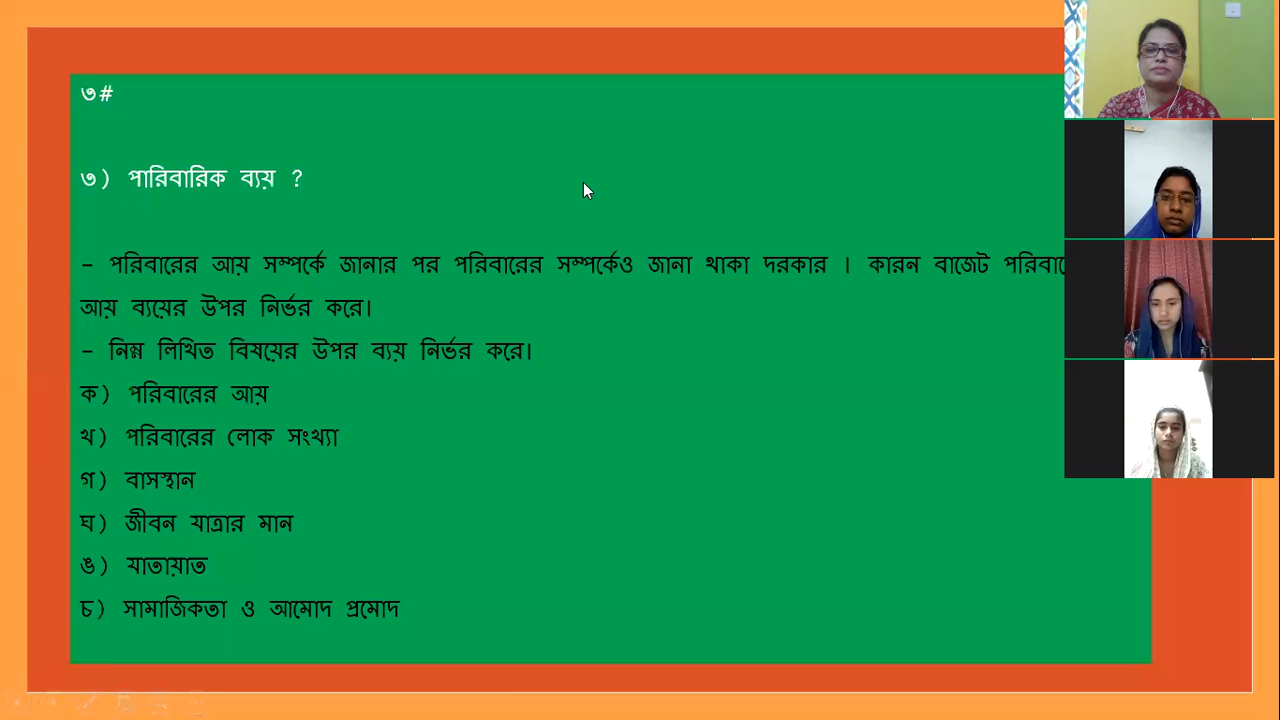 ৩#
৩) পারিবারিক ব্যয় ?
- পরিবারের আয় সম্পর্কে জানার পর পরিবারের সম্পর্কেও জানা থাকা দরকার । কারন বাজেট
আয় ব্যয়ের উপর নির্ভর করে।
- নিম্ন লিখিত বিষয়ের উপর ব্যয় নির্ভর করে।
ক) পরিবারের আয়
খ) পরিবারের লোক সংখ্যা
গ) বাসস্থান
ঘ) জীবন যাত্রার মান
ঙ) যাতায়াত
চ) সামাজিকতা ও আমোদ প্রমোদ